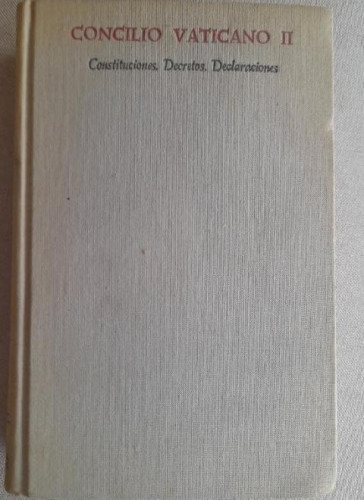 CONCILIO VATICANO II
Constituciones. Decretos. Declaraciones